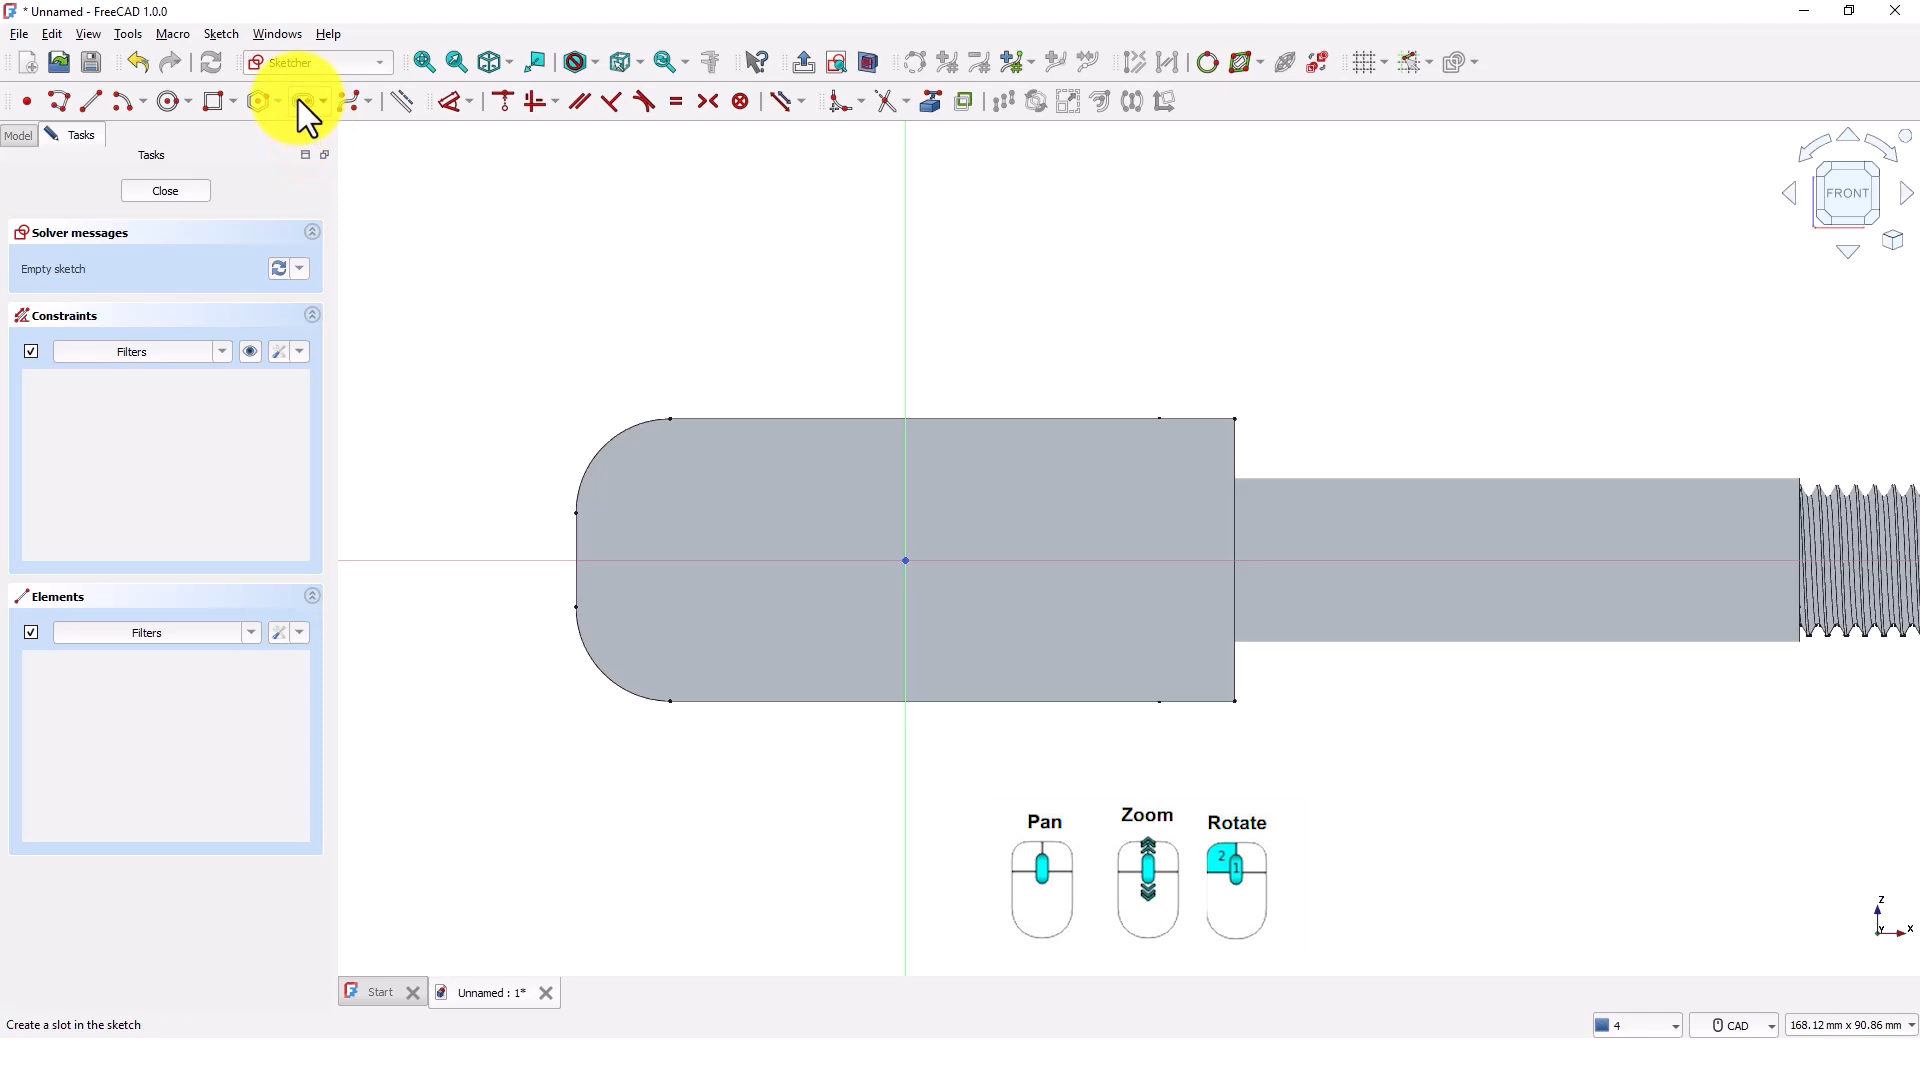 * Unnamed - FreeCAD 1.0.0
File Edit View Tools Macro Sketch Windows Help
Sketcher
Model Tasks
Tasks
Close
Solver messages
Empty sketch
Constraints
Filters
Elements
Filters
FRONT
Pan Zoom Rotate
2 1
Z
Y X
Start Unnamed : 1*
Create a slot in the sketch
4 CAD 168.12 mm x 90.86 mm